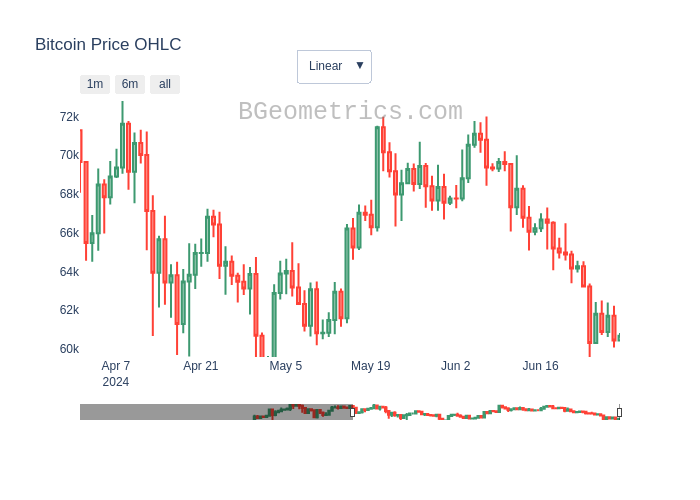 Bitcoin Price OHLC
Linear ▼
1m 6m all
BGeometrics.com
72k
70k
68k
66k
64k
62k
60k
Apr 7 Apr 21 May 5 May 19 Jun 2 Jun 16
2024